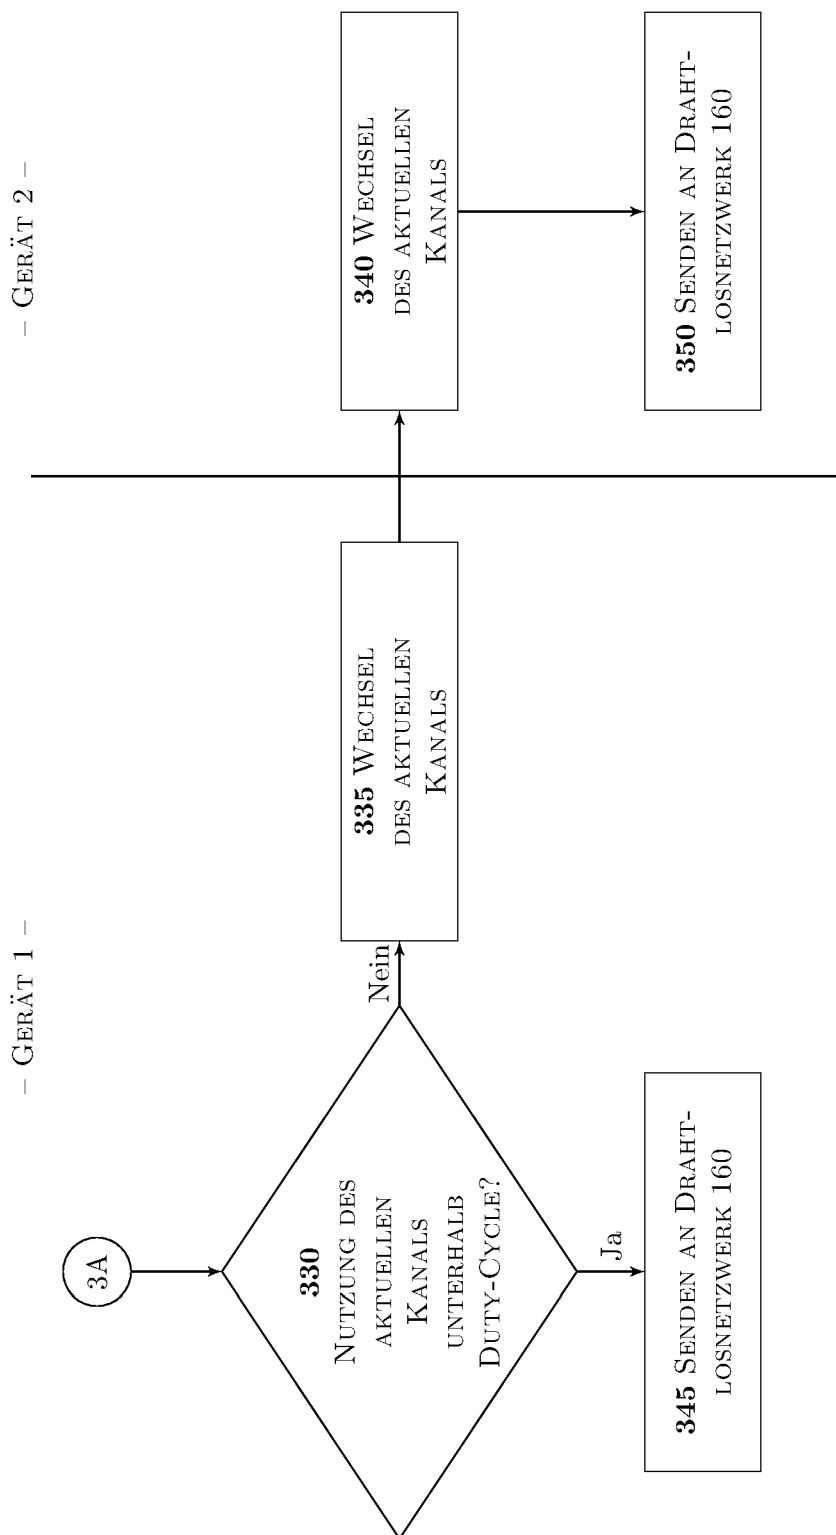 – GERÄT 1 –
– GERÄT 2 –
3A
330
NUTZUNG DES
AKTUELLEN
KANALS
UNTERHALB
DUTY-CYCLE?
Nein
335 WECHSEL
DES AKTUELLEN
KANALS
340 WECHSEL
DES AKTUELLEN
KANALS
Ja
345 SENDEN AN DRAHT-
LOSNETZWERK 160
350 SENDEN AN DRAHT-
LOSNETZWERK 160